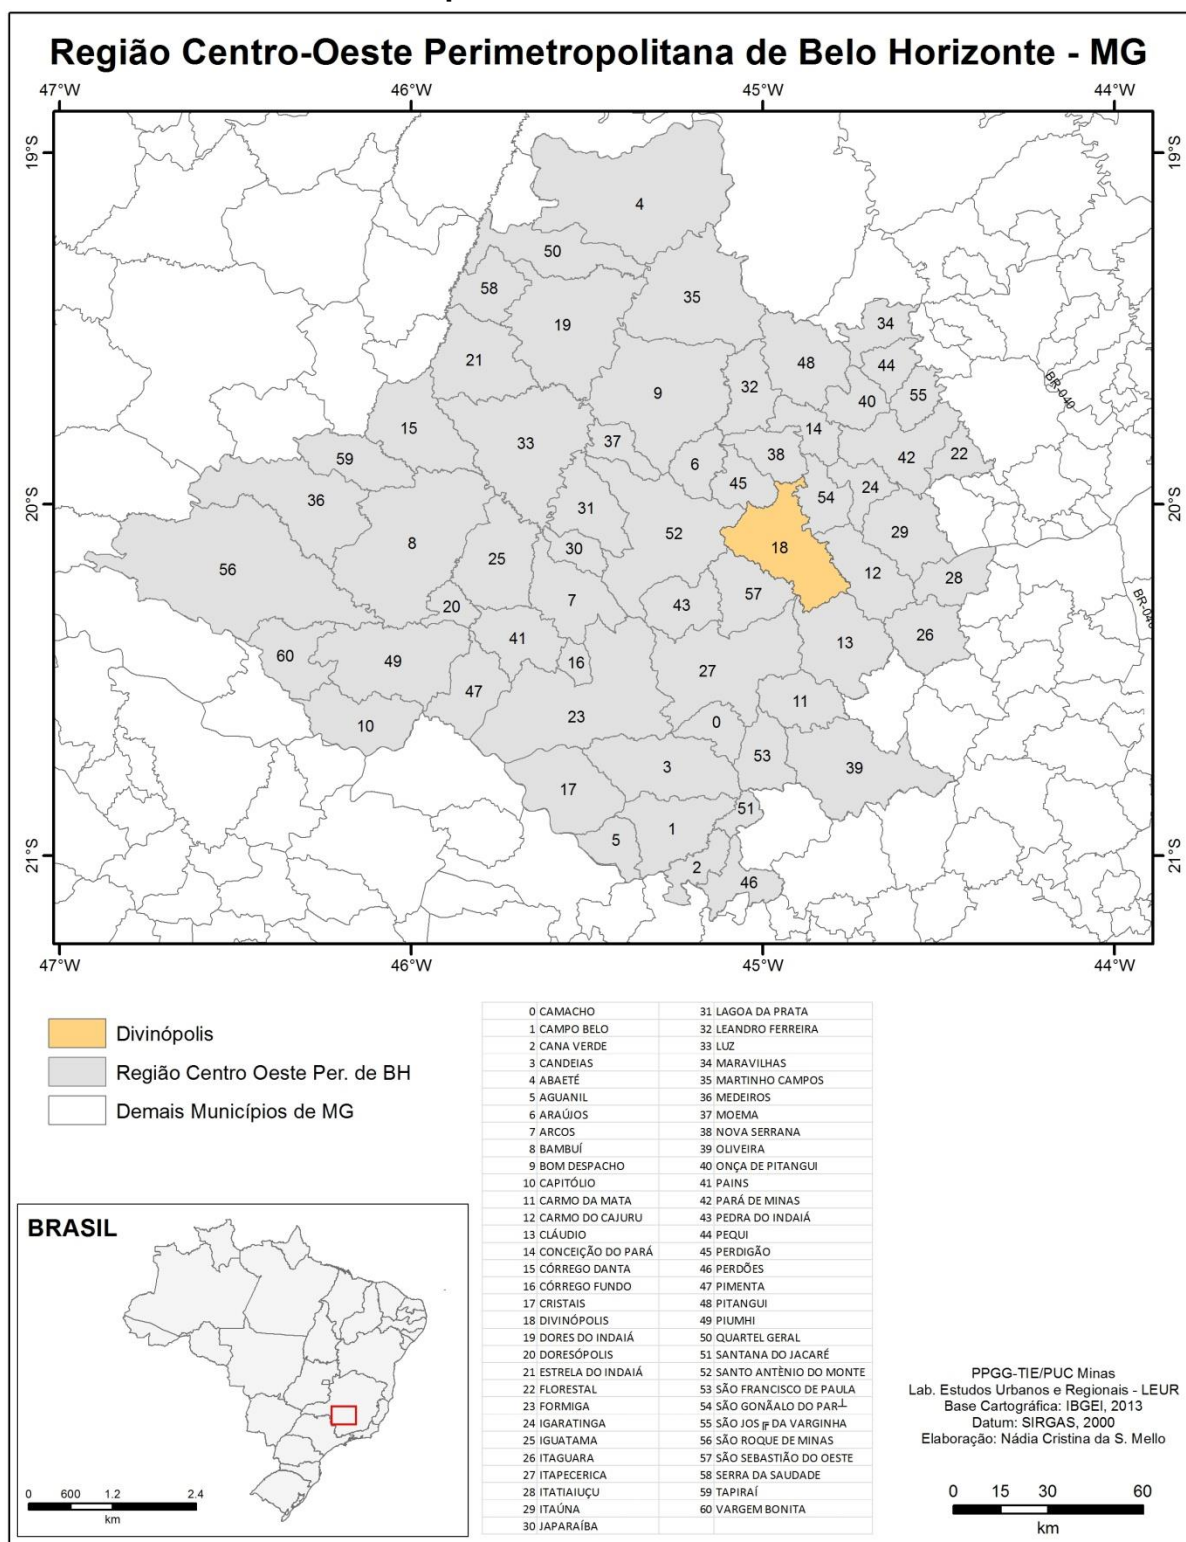 Região Centro-Oeste Perimetropolitana de Belo Horizonte - MG
47°W 46°W 45°W 44°W
19°S 19°S
4
50
58 35
19 34
21 48 44
9 32 55 BR-040
40
15 33 37 14
59 6 38 42 22
36 45 54 24
31 20°S 20°S
8 25 30 52 18 29
56 12 28
20 7 43 57 BR-040
41 13 26
60 49 16 27
47 11
10 23 0
53
3 39
17
51
5 1
21°S 21°S
2 46
47°W 46°W 45°W 44°W
Divinópolis
Região Centro Oeste Per. de BH
Demais Municípios de MG
0 CAMACHO 31 LAGOA DA PRATA
1 CAMPO BELO 32 LEANDRO FERREIRA
2 CANA VERDE 33 LUZ
3 CANDEIAS 34 MARAVILHAS
4 ABAETÉ 35 MARTINHO CAMPOS
5 AGUANIL 36 MEDEIROS
6 ARAÚJOS 37 MOEMA
7 ARCOS 38 NOVA SERRANA
8 BAMBUÍ 39 OLIVEIRA
9 BOM DESPACHO 40 ONÇA DE PITANGUI
10 CAPITÓLIO 41 PAINS
11 CARMO DA MATA 42 PARÁ DE MINAS
12 CARMO DO CAJURU 43 PEDRA DO INDAIÁ
13 CLÁUDIO 44 PEQUI
14 CONCEIÇÃO DO PARÁ 45 PERDIGÃO
15 CÓRREGO DANTA 46 PERDÕES
16 CÓRREGO FUNDO 47 PIMENTA
17 CRISTAIS 48 PITANGUI
18 DIVINÓPOLIS 49 PIUMHI
19 DORES DO INDAIÁ 50 QUARTEL GERAL
20 DORESÓPOLIS 51 SANTANA DO JACARÉ
21 ESTRELA DO INDAIÁ 52 SANTO ANTÈNIO DO MONTE
22 FLORESTAL 53 SÃO FRANCISCO DE PAULA
23 FORMIGA 54 SÃO GONÃALO DO PAR┴
24 IGARATINGA 55 SÃO JOS╔ DA VARGINHA
25 IGUATAMA 56 SÃO ROQUE DE MINAS
26 ITAGUARA 57 SÃO SEBASTIÃO DO OESTE
27 ITAPECERICA 58 SERRA DA SAUDADE
28 ITATIAIUÇU 59 TAPIRAÍ
29 ITAÚNA 60 VARGEM BONITA
30 JAPARAÍBA
BRASIL
0 600 1.2 2.4
km
PPGG-TIE/PUC Minas
Lab. Estudos Urbanos e Regionais - LEUR
Base Cartográfica: IBGEI, 2013
Datum: SIRGAS, 2000
Elaboração: Nádia Cristina da S. Mello
0 15 30 60
km